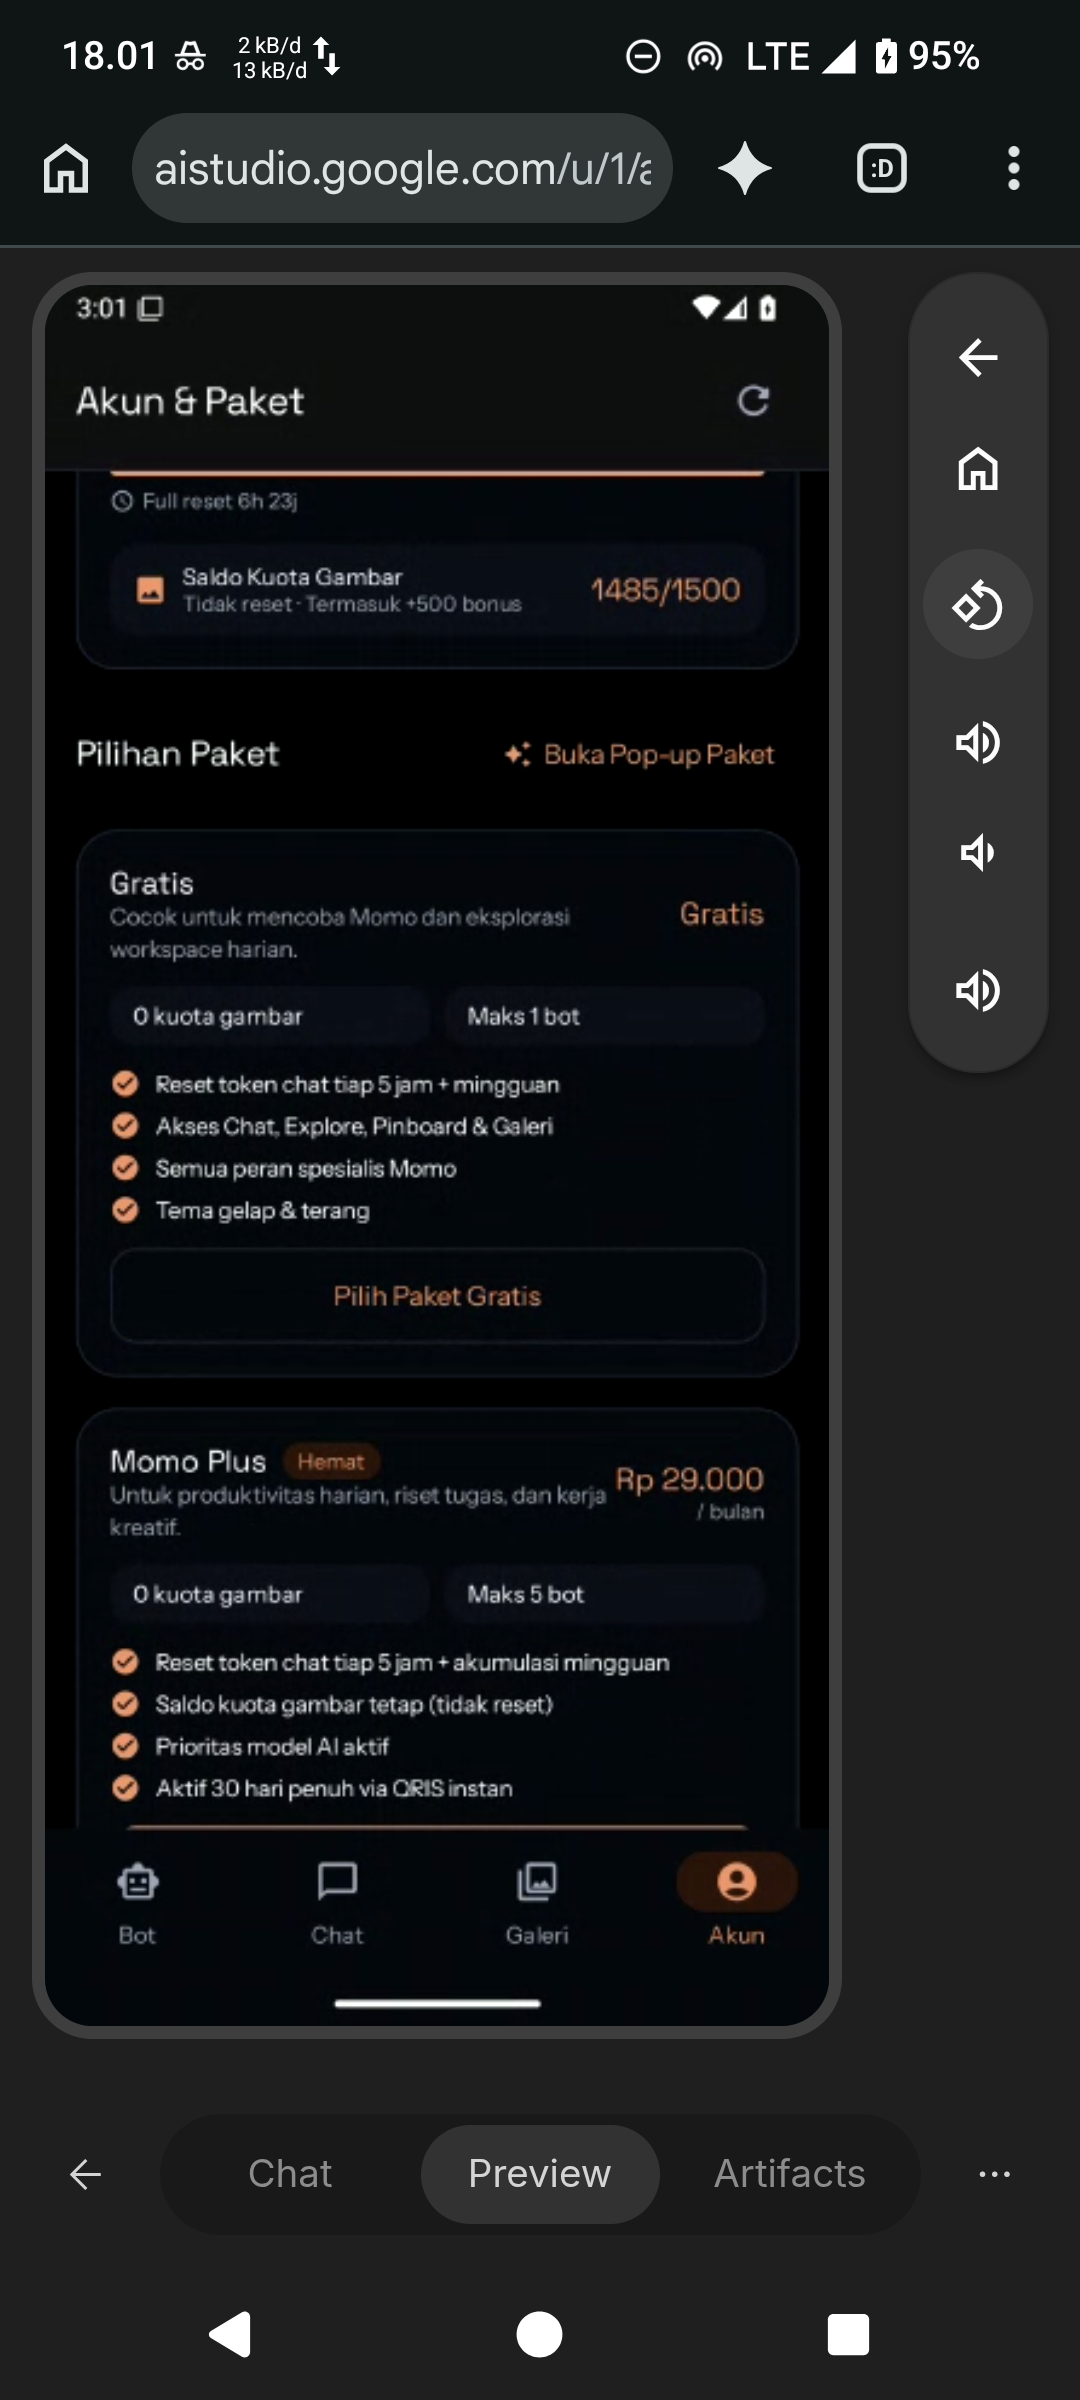 18.01
2 kB/d
13 kB/d
LTE
95%
aistudio.google.com/u/1/a
:D
3:01
Akun & Paket
Full reset 6h 23j
Saldo Kuota Gambar
Tidak reset · Termasuk +500 bonus
1485/1500
Pilihan Paket
Buka Pop-up Paket
Gratis
Cocok untuk mencoba Momo dan eksplorasi
workspace harian.
Gratis
0 kuota gambar
Maks 1 bot
Reset token chat tiap 5 jam + mingguan
Akses Chat, Explore, Pinboard & Galeri
Semua peran spesialis Momo
Tema gelap & terang
Pilih Paket Gratis
Momo Plus
Hemat
Untuk produktivitas harian, riset tugas, dan kerja
kreatif.
Rp 29.000
/ bulan
0 kuota gambar
Maks 5 bot
Reset token chat tiap 5 jam + akumulasi mingguan
Saldo kuota gambar tetap (tidak reset)
Prioritas model AI aktif
Aktif 30 hari penuh via QRIS instan
Bot
Chat
Galeri
Akun
Chat
Preview
Artifacts